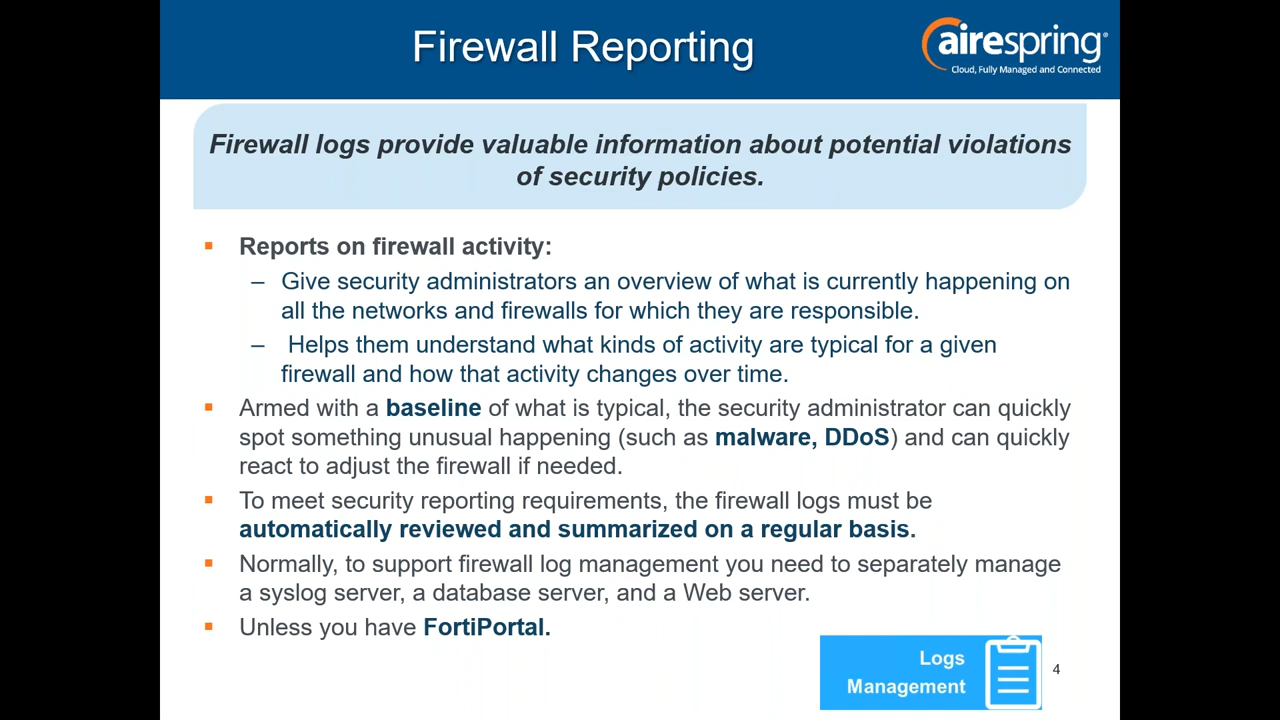 Firewall Reporting
airespring®
Cloud, Fully Managed and Connected
Firewall logs provide valuable information about potential violations
of security policies.
▪ Reports on firewall activity:
– Give security administrators an overview of what is currently happening on
all the networks and firewalls for which they are responsible.
– Helps them understand what kinds of activity are typical for a given
firewall and how that activity changes over time.
▪ Armed with a baseline of what is typical, the security administrator can quickly
spot something unusual happening (such as malware, DDoS) and can quickly
react to adjust the firewall if needed.
▪ To meet security reporting requirements, the firewall logs must be
automatically reviewed and summarized on a regular basis.
▪ Normally, to support firewall log management you need to separately manage
a syslog server, a database server, and a Web server.
▪ Unless you have FortiPortal.
Logs
Management
4